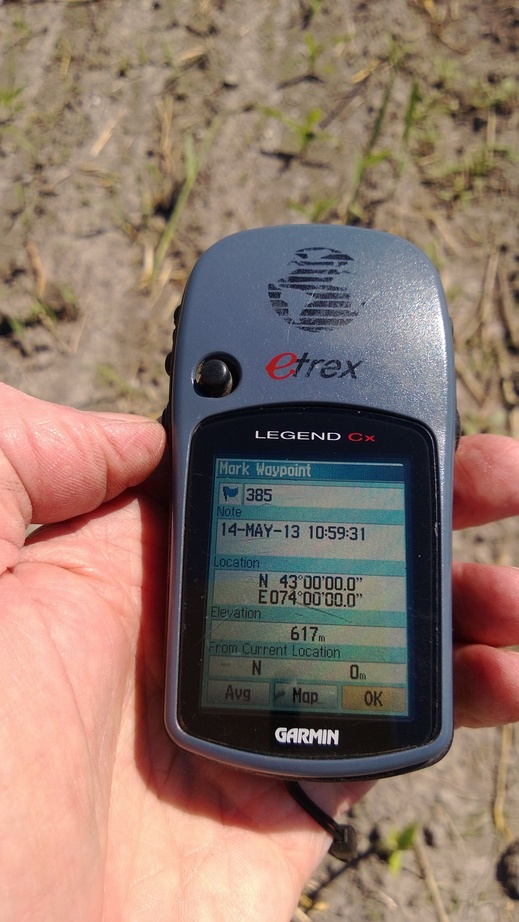 etrex
LEGEND Cx
Mark Waypoint
385
Note
14-MAY-13 10:59:31
Location
N 43°00'00.0"
E074°00'00.0"
Elevation
617m
From Current Location
N 0m
Avg Map OK
GARMIN